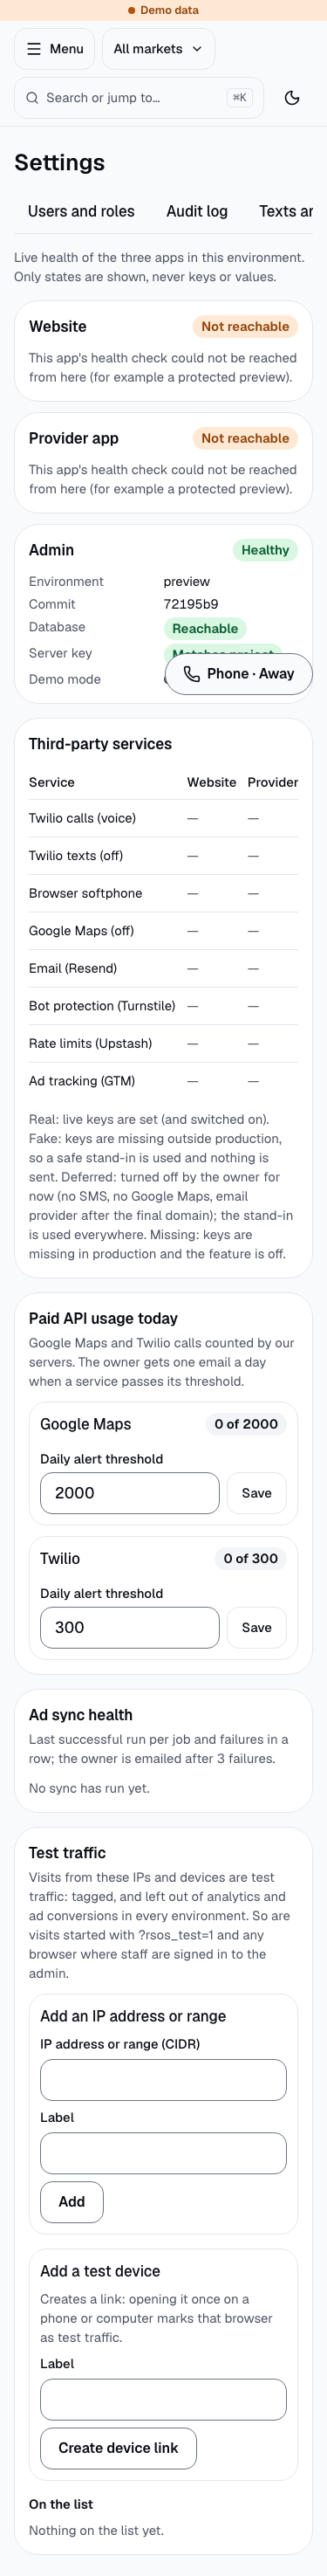 Demo data
Menu
All markets
Search or jump to...
⌘K
Settings
Users and roles
Audit log
Texts ar
Live health of the three apps in this environment.
Only states are shown, never keys or values.
Website
Not reachable
This app's health check could not be reached
from here (for example a protected preview).
Provider app
Not reachable
This app's health check could not be reached
from here (for example a protected preview).
Admin
Healthy
Environment
preview
Commit
72195b9
Database
Reachable
Server key
Demo mode
Phone · Away
Third-party services
Service Website Provider
Twilio calls (voice) — —
Twilio texts (off) — —
Browser softphone — —
Google Maps (off) — —
Email (Resend) — —
Bot protection (Turnstile) — —
Rate limits (Upstash) — —
Ad tracking (GTM) — —
Real: live keys are set (and switched on).
Fake: keys are missing outside production,
so a safe stand-in is used and nothing is
sent. Deferred: turned off by the owner for
now (no SMS, no Google Maps, email
provider after the final domain); the stand-in
is used everywhere. Missing: keys are
missing in production and the feature is off.
Paid API usage today
Google Maps and Twilio calls counted by our
servers. The owner gets one email a day
when a service passes its threshold.
Google Maps
0 of 2000
Daily alert threshold
2000
Save
Twilio
0 of 300
Daily alert threshold
300
Save
Ad sync health
Last successful run per job and failures in a
row; the owner is emailed after 3 failures.
No sync has run yet.
Test traffic
Visits from these IPs and devices are test
traffic: tagged, and left out of analytics and
ad conversions in every environment. So are
visits started with ?rsos_test=1 and any
browser where staff are signed in to the
admin.
Add an IP address or range
IP address or range (CIDR)
Label
Add
Add a test device
Creates a link: opening it once on a
phone or computer marks that browser
as test traffic.
Label
Create device link
On the list
Nothing on the list yet.